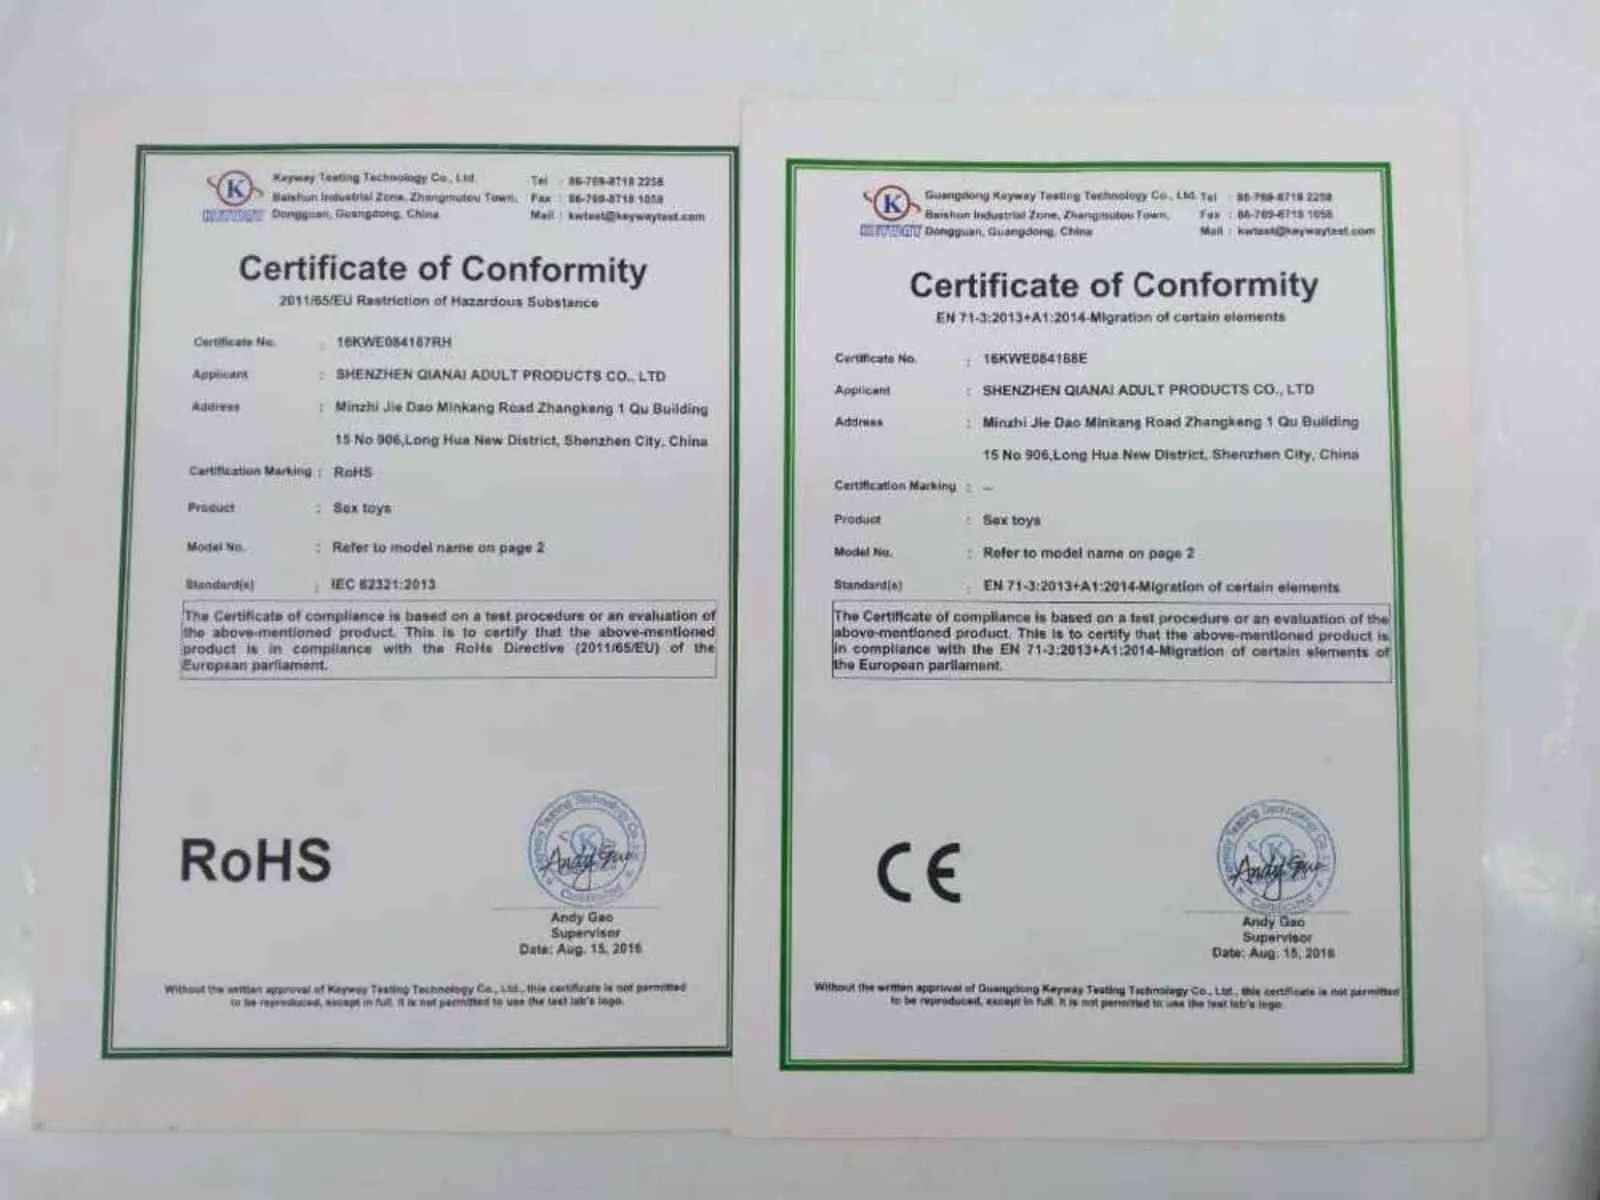 K
KEYWAY
Keyway Testing Technology Co., Ltd.
Baishun Industrial Zone, Zhangmutou Town,
Dongguan, Guangdong, China
Tel : 86-769-8718 2258
Fax : 86-769-8718 1058
Mail : kwtest@keywaytest.com
Certificate of Conformity
2011/65/EU Restriction of Hazardous Substance
Certificate No. : 16KWE084187RH
Applicant : SHENZHEN QIANAI ADULT PRODUCTS CO., LTD
Address : Minzhi Jie Dao Minkang Road Zhangkeng 1 Qu Building
15 No 906,Long Hua New District, Shenzhen City, China
Certification Marking : RoHS
Product : Sex toys
Model No. : Refer to model name on page 2
Standard(s) : IEC 62321:2013
The Certificate of compliance is based on a test procedure or an evaluation of
the above-mentioned product. This is to certify that the above-mentioned
product is in compliance with the RoHs Directive (2011/65/EU) of the
European parliament.
RoHS
Keyway Testing Technology Co.,
K
Andy Gao
Certificated
Andy Gao
Supervisor
Date: Aug. 15, 2016
Without the written approval of Keyway Testing Technology Co., Ltd., this certificate is not permitted
to be reproduced, except in full. It is not permitted to use the test lab's logo.
K
KEYWAY
Guangdong Keyway Testing Technology Co., Ltd.
Baishun Industrial Zone, Zhangmutou Town,
Dongguan, Guangdong, China
Tel : 86-769-8718 2258
Fax : 86-769-8718 1058
Mail : kwtest@keywaytest.com
Certificate of Conformity
EN 71-3:2013+A1:2014-Migration of certain elements
Certificate No. : 16KWE084188E
Applicant : SHENZHEN QIANAI ADULT PRODUCTS CO., LTD
Address : Minzhi Jie Dao Minkang Road Zhangkeng 1 Qu Building
15 No 906,Long Hua New District, Shenzhen City, China
Certification Marking : --
Product : Sex toys
Model No. : Refer to model name on page 2
Standard(s) : EN 71-3:2013+A1:2014-Migration of certain elements
The Certificate of compliance is based on a test procedure or an evaluation of the
above-mentioned product. This is to certify that the above-mentioned product is
in compliance with the EN 71-3:2013+A1:2014-Migration of certain elements of
the European parliament.
CE
Keyway Testing Technology Co.,
K
Andy Gao
Certificated
Andy Gao
Supervisor
Date: Aug. 15, 2016
Without the written approval of Guangdong Keyway Testing Technology Co., Ltd., this certificate is not permitted
to be reproduced, except in full. It is not permitted to use the test lab's logo.